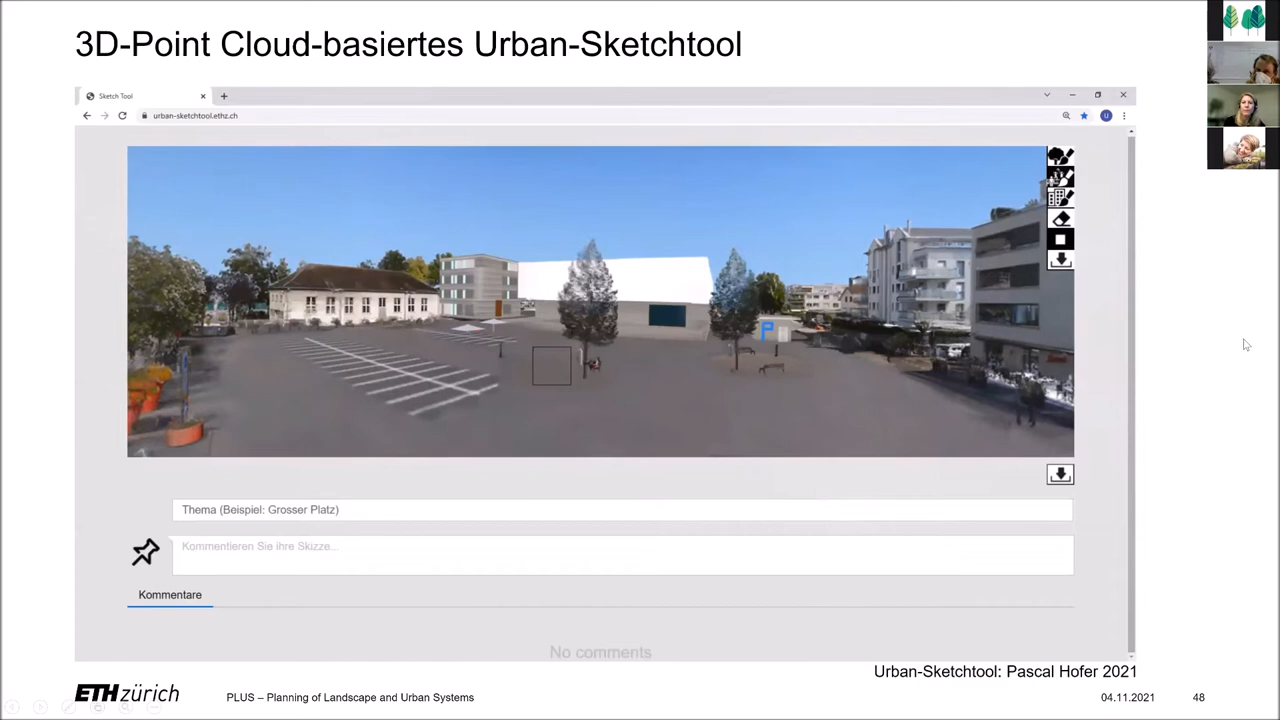 3D-Point Cloud-basiertes Urban-Sketchtool
Sketch Tool
urban-sketchtool.ethz.ch
P
Thema (Beispiel: Grosser Platz)
Kommentieren Sie ihre Skizze...
Kommentare
No comments
Urban-Sketchtool: Pascal Hofer 2021
ETH zürich
PLUS – Planning of Landscape and Urban Systems
04.11.2021
48